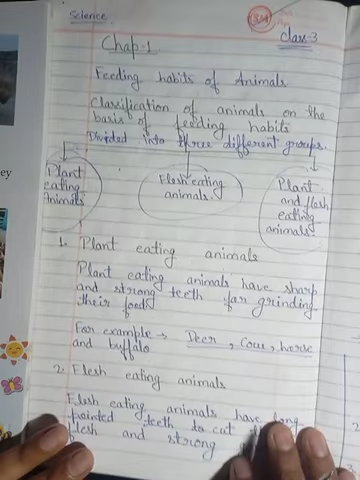 Science
Class-3
Chap-1
Feeding habits of Animals
Classification of animals on the
basis of feeding habits
Divided into three different groups.
Plant
eating
Animals
Flesh eating
animals.
Plant
and flesh
eating
animals.
1. Plant eating animals
Plant eating animals have sharp
and strong teeth for grinding
their food
For example → Deer, Cow, horse
and buffalo
2. Flesh eating animals
Flesh eating animals have long
pointed teeth to cut
flesh and strong
ey